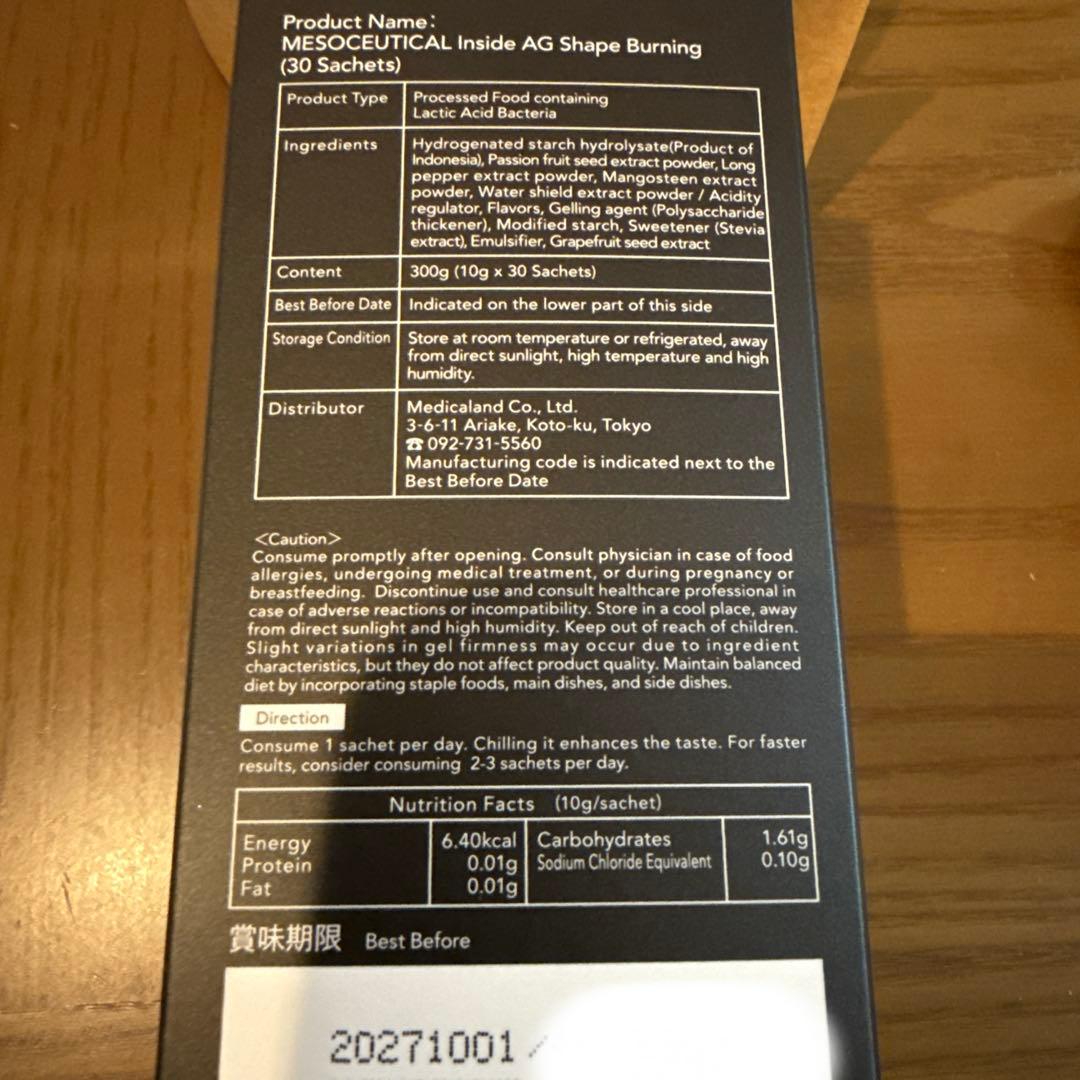 Product Name:
MESOCEUTICAL Inside AG Shape Burning
(30 Sachets)
Product Type
Processed Food containing
Lactic Acid Bacteria
Ingredients
Hydrogenated starch hydrolysate(Product of
Indonesia), Passion fruit seed extract powder, Long
pepper extract powder, Mangosteen extract
powder, Water shield extract powder / Acidity
regulator, Flavors, Gelling agent (Polysaccharide
thickener), Modified starch, Sweetener (Stevia
extract), Emulsifier, Grapefruit seed extract
Content
300g (10g x 30 Sachets)
Best Before Date
Indicated on the lower part of this side
Storage Condition
Store at room temperature or refrigerated, away
from direct sunlight, high temperature and high
humidity.
Distributor
Medicaland Co., Ltd.
3-6-11 Ariake, Koto-ku, Tokyo
☎ 092-731-5560
Manufacturing code is indicated next to the
Best Before Date
<Caution>
Consume promptly after opening. Consult physician in case of food
allergies, undergoing medical treatment, or during pregnancy or
breastfeeding. Discontinue use and consult healthcare professional in
case of adverse reactions or incompatibility. Store in a cool place, away
from direct sunlight and high humidity. Keep out of reach of children.
Slight variations in gel firmness may occur due to ingredient
characteristics, but they do not affect product quality. Maintain balanced
diet by incorporating staple foods, main dishes, and side dishes.
Direction
Consume 1 sachet per day. Chilling it enhances the taste. For faster
results, consider consuming 2-3 sachets per day.
Nutrition Facts (10g/sachet)
Energy 6.40kcal Carbohydrates 1.61g
Protein 0.01g Sodium Chloride Equivalent 0.10g
Fat 0.01g
賞味期限 Best Before
20271001 /